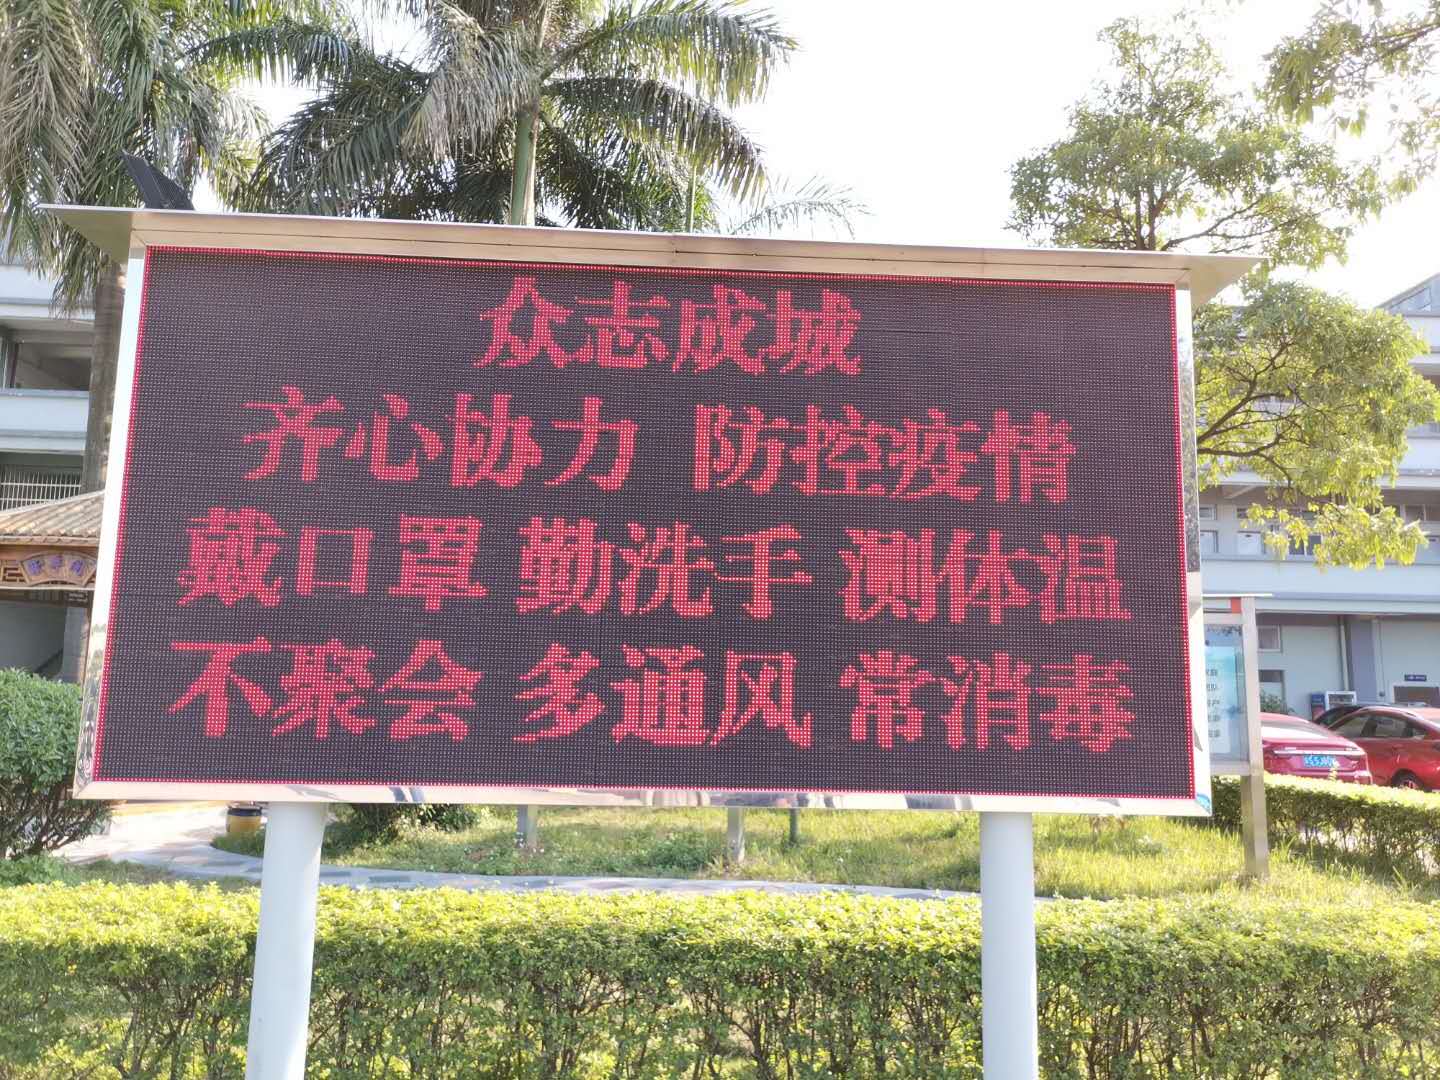 众志成城
齐心协力 防控疫情
戴口罩 勤洗手 测体温
不聚会 多通风 常消毒